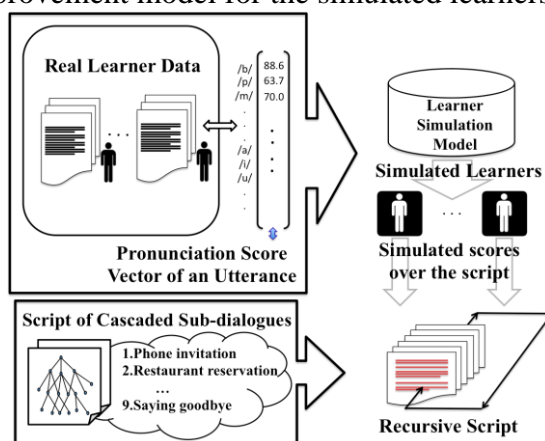 provement model for the simulated learners
Real Learner Data
/b/ 88.6
/p/ 63.7
/m/ 70.0
/a/
/i/
/u/
Pronunciation Score
Vector of an Utterance
Learner
Simulation
Model
Simulated Learners
Simulated scores
over the script
Script of Cascaded Sub-dialogues
1.Phone invitation
2.Restaurant reservation
...
9.Saying goodbye
Recursive Script